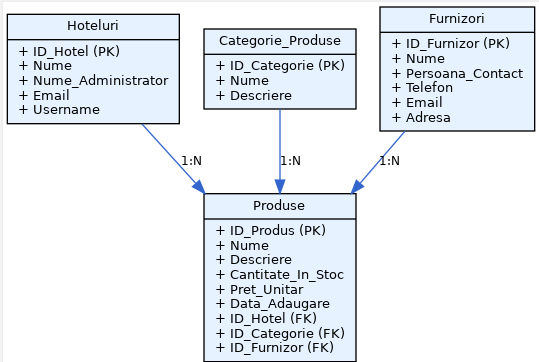 Hoteluri
+ ID_Hotel (PK)
+ Nume
+ Nume_Administrator
+ Email
+ Username
Categorie_Produse
+ ID_Categorie (PK)
+ Nume
+ Descriere
Furnizori
+ ID_Furnizor (PK)
+ Nume
+ Persoana_Contact
+ Telefon
+ Email
+ Adresa
1:N
1:N
1:N
Produse
+ ID_Produs (PK)
+ Nume
+ Descriere
+ Cantitate_In_Stoc
+ Pret_Unitar
+ Data_Adaugare
+ ID_Hotel (FK)
+ ID_Categorie (FK)
+ ID_Furnizor (FK)